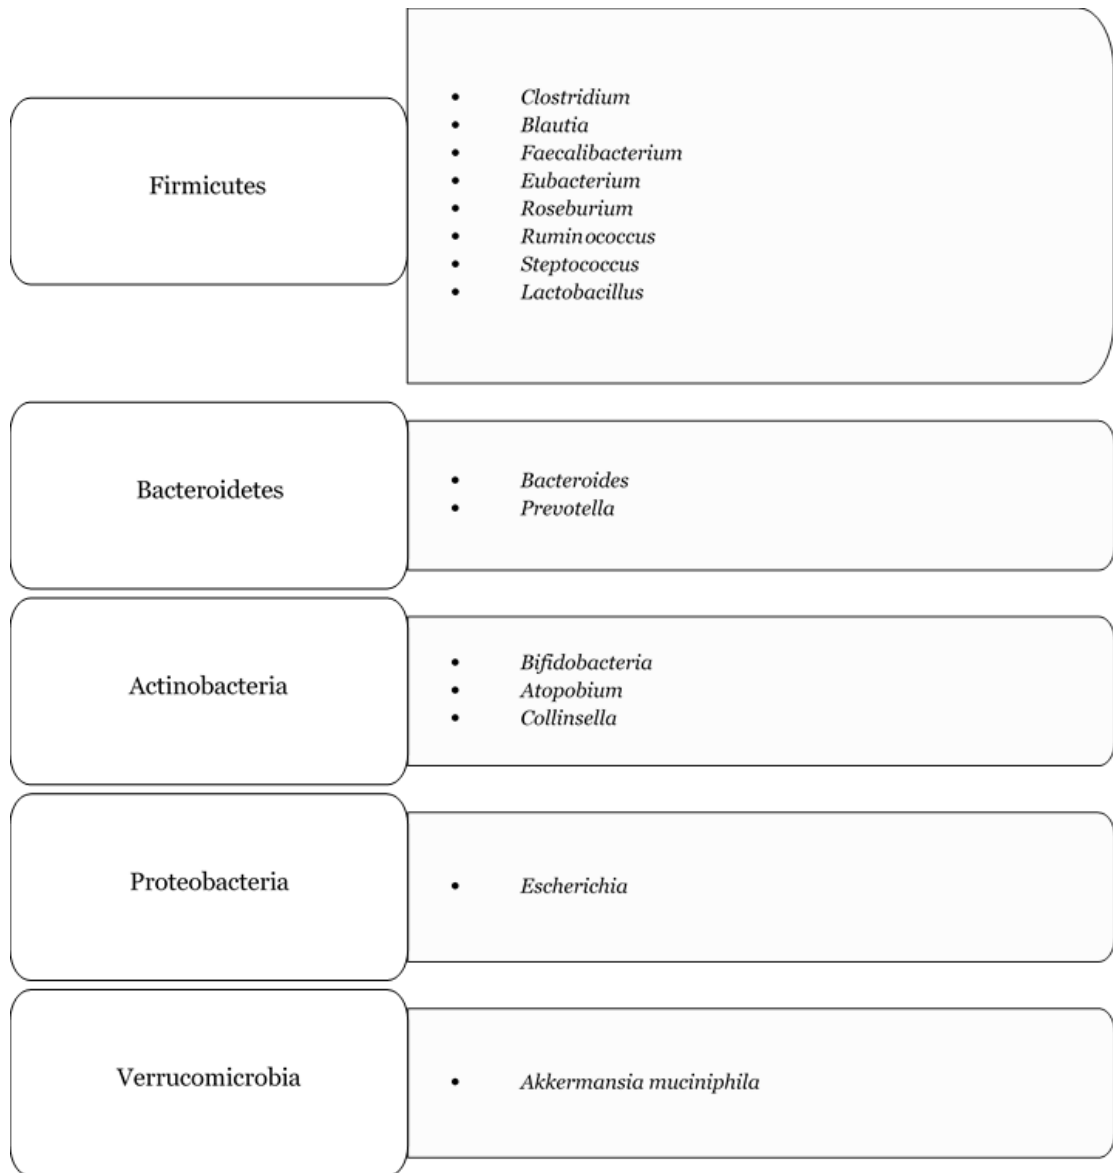 Firmicutes
• Clostridium
• Blautia
• Faecalibacterium
• Eubacterium
• Roseburium
• Ruminococcus
• Steptococcus
• Lactobacillus
Bacteroidetes
• Bacteroides
• Prevotella
Actinobacteria
• Bifidobacteria
• Atopobium
• Collinsella
Proteobacteria
• Escherichia
Verrucomicrobia
• Akkermansia muciniphila